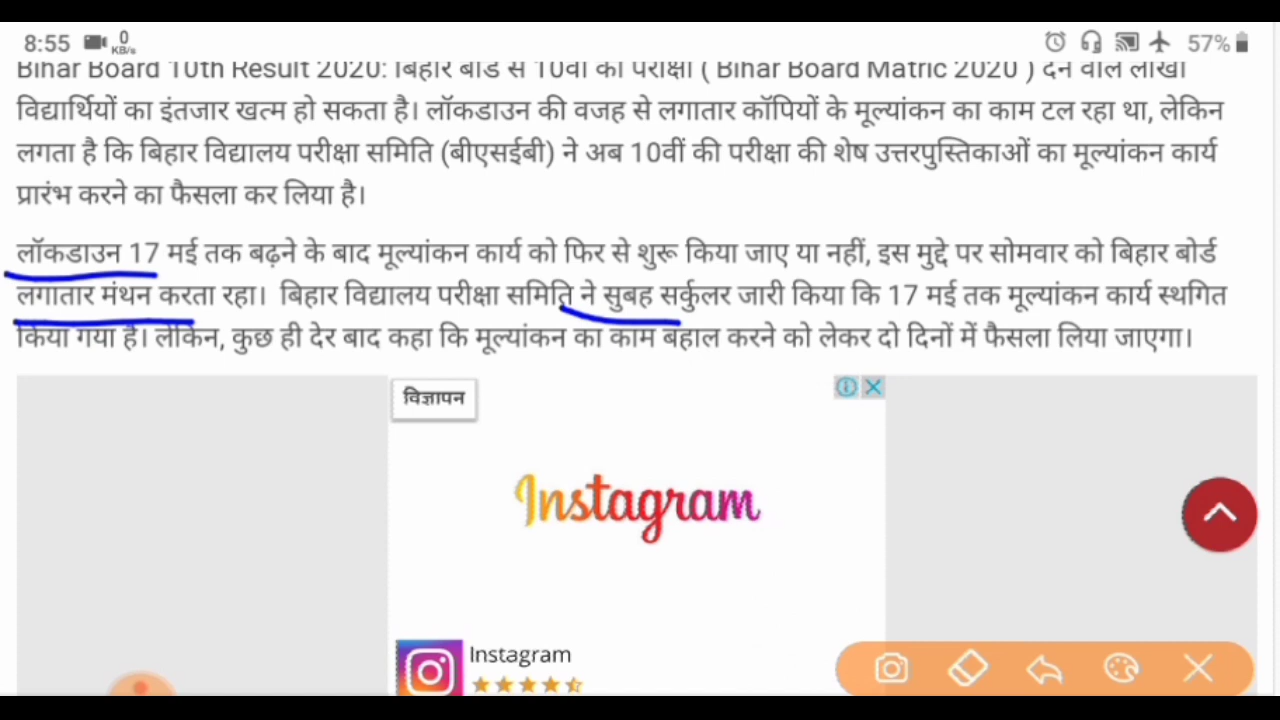 8:55 0 KB/s 57%
Bihar Board 10th Result 2020: बिहार बोर्ड से 10वीं की परीक्षा ( Bihar Board Matric 2020 ) देने वाले लाखों
विद्यार्थियों का इंतजार खत्म हो सकता है। लॉकडाउन की वजह से लगातार कॉपियों के मूल्यांकन का काम टल रहा था, लेकिन
लगता है कि बिहार विद्यालय परीक्षा समिति (बीएसईबी) ने अब 10वीं की परीक्षा की शेष उत्तरपुस्तिकाओं का मूल्यांकन कार्य
प्रारंभ करने का फैसला कर लिया है।
लॉकडाउन 17 मई तक बढ़ने के बाद मूल्यांकन कार्य को फिर से शुरू किया जाए या नहीं, इस मुद्दे पर सोमवार को बिहार बोर्ड
लगातार मंथन करता रहा। बिहार विद्यालय परीक्षा समिति ने सुबह सर्कुलर जारी किया कि 17 मई तक मूल्यांकन कार्य स्थगित
किया गया है। लेकिन, कुछ ही देर बाद कहा कि मूल्यांकन का काम बहाल करने को लेकर दो दिनों में फैसला लिया जाएगा।
विज्ञापन
Instagram
Instagram